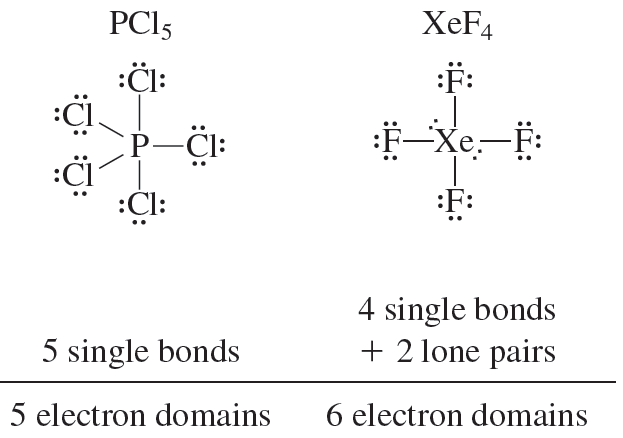 PCl₅ XeF₄
:Cl: :F:
:Cl
P—Cl: :F—Xe—F:
:Cl
:Cl: :F:
4 single bonds
5 single bonds + 2 lone pairs
5 electron domains 6 electron domains